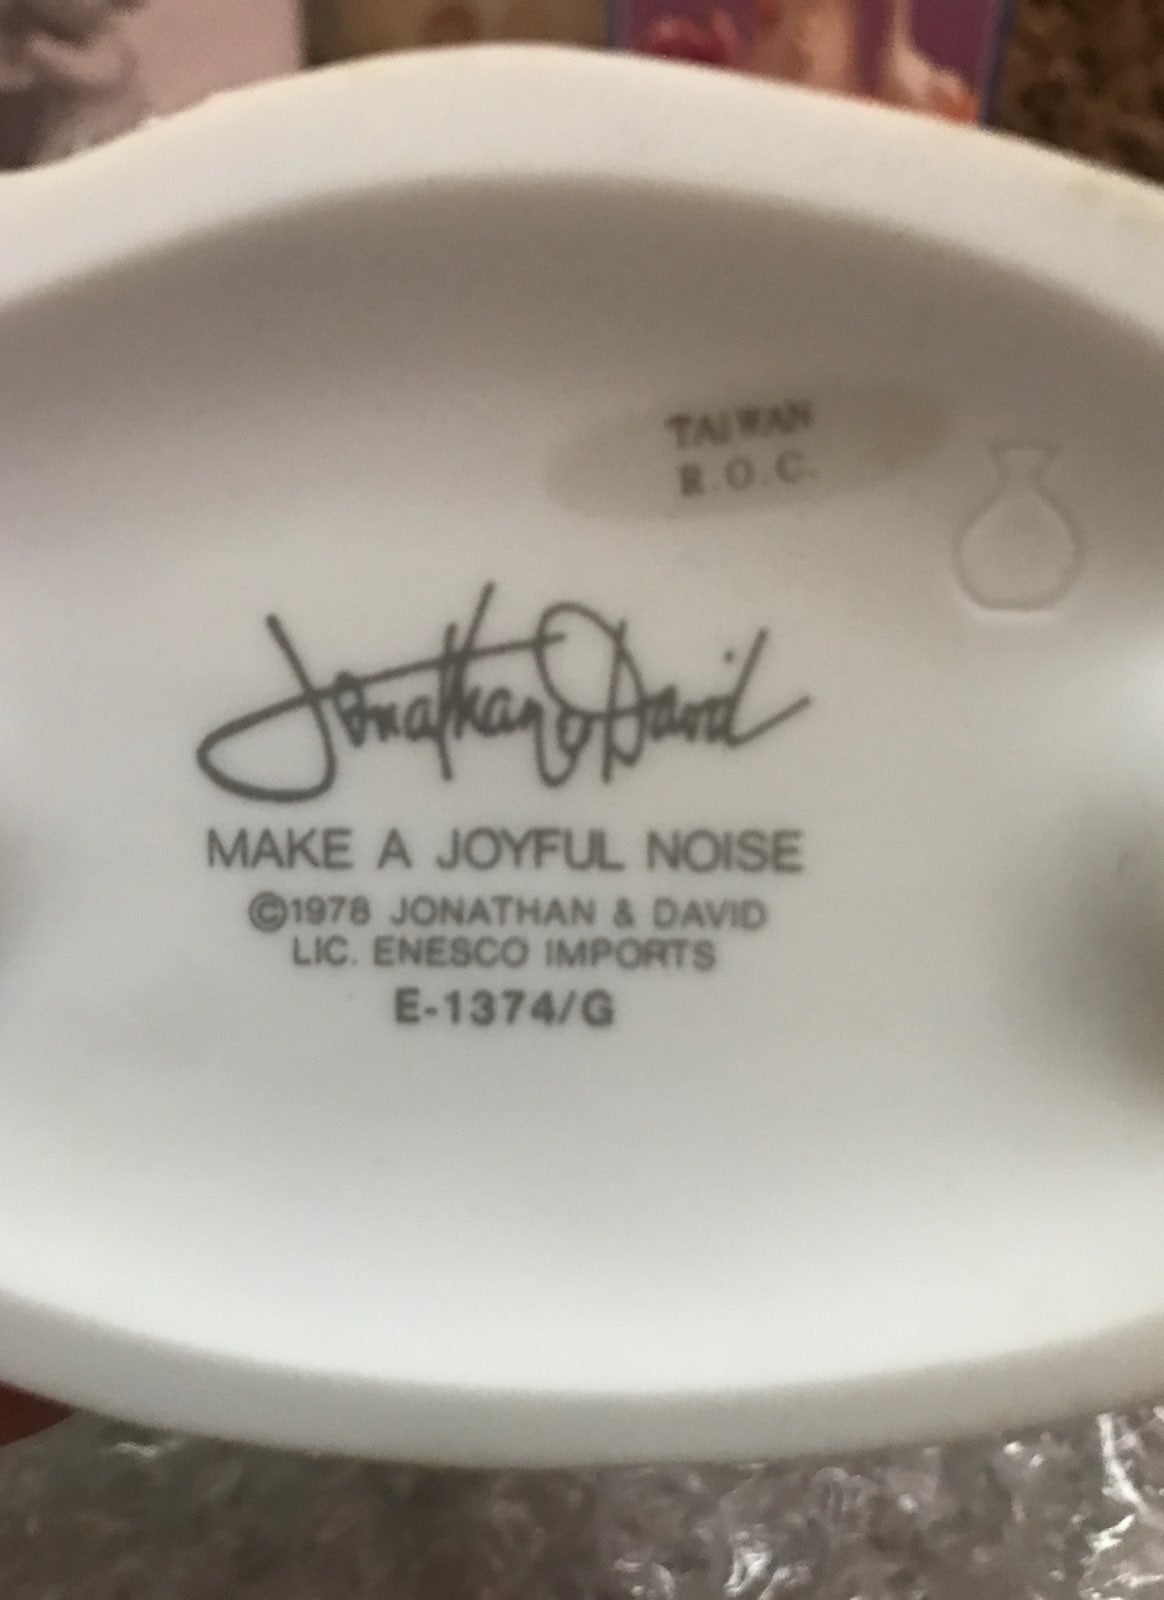 TAIWAN
R.O.C.
Jonathan & David
MAKE A JOYFUL NOISE
©1978 JONATHAN & DAVID
LIC. ENESCO IMPORTS
E-1374/G